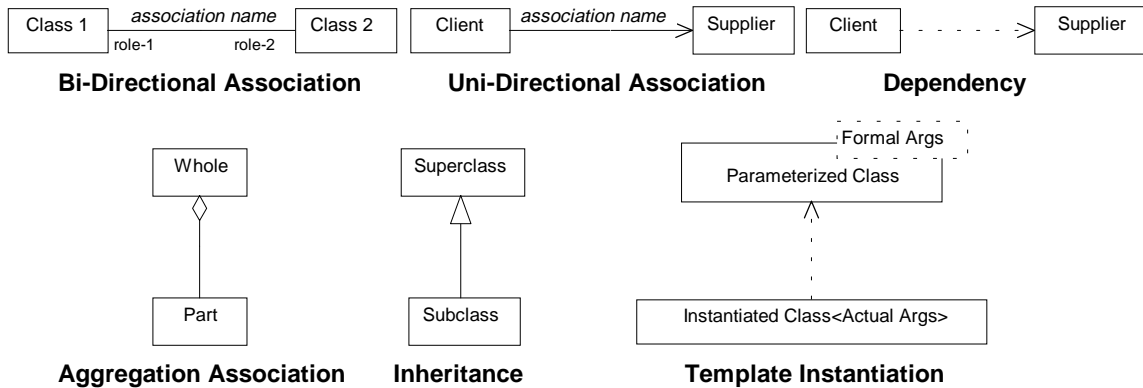 Class 1 association name Class 2
role-1 role-2
Bi-Directional Association
Client association name Supplier
Uni-Directional Association
Client Supplier
Dependency
Whole
Part
Aggregation Association
Superclass
Subclass
Inheritance
Formal Args
Parameterized Class
Instantiated Class<Actual Args>
Template Instantiation